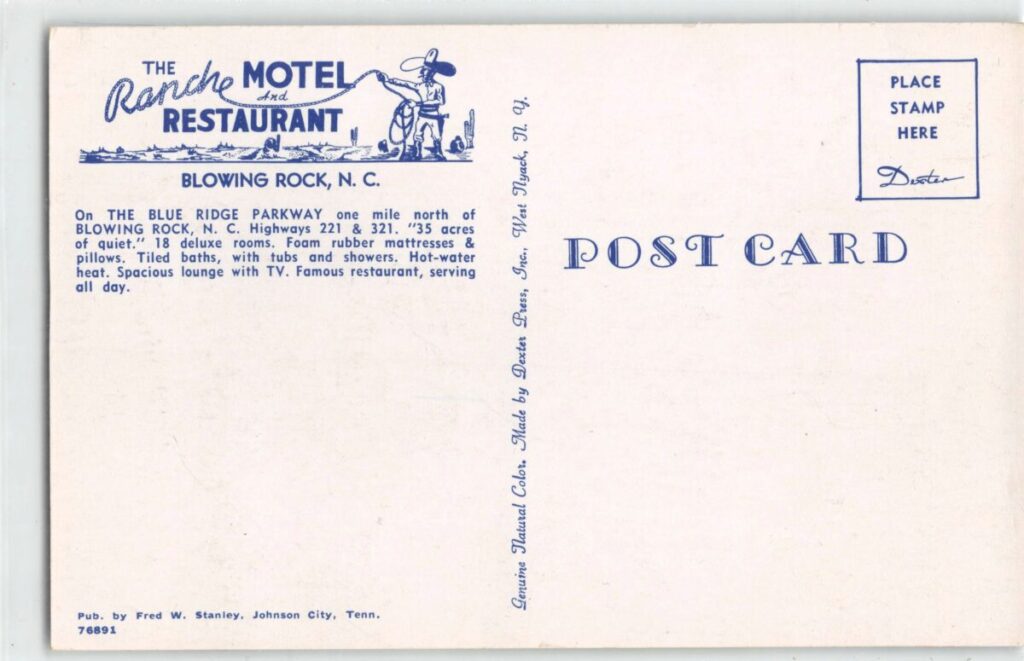 THE
Ranche MOTEL
And
RESTAURANT
BLOWING ROCK, N. C.
On THE BLUE RIDGE PARKWAY one mile north of
BLOWING ROCK, N. C. Highways 221 & 321. "35 acres
of quiet." 18 deluxe rooms. Foam rubber mattresses &
pillows. Tiled baths, with tubs and showers. Hot-water
heat. Spacious lounge with TV. Famous restaurant, serving
all day.
Pub. by Fred W. Stanley, Johnson City, Tenn.
76891
Genuine Natural Color. Made by Dexter Press, Inc., West Nyack, N. Y.
PLACE
STAMP
HERE
Dexter
POST CARD